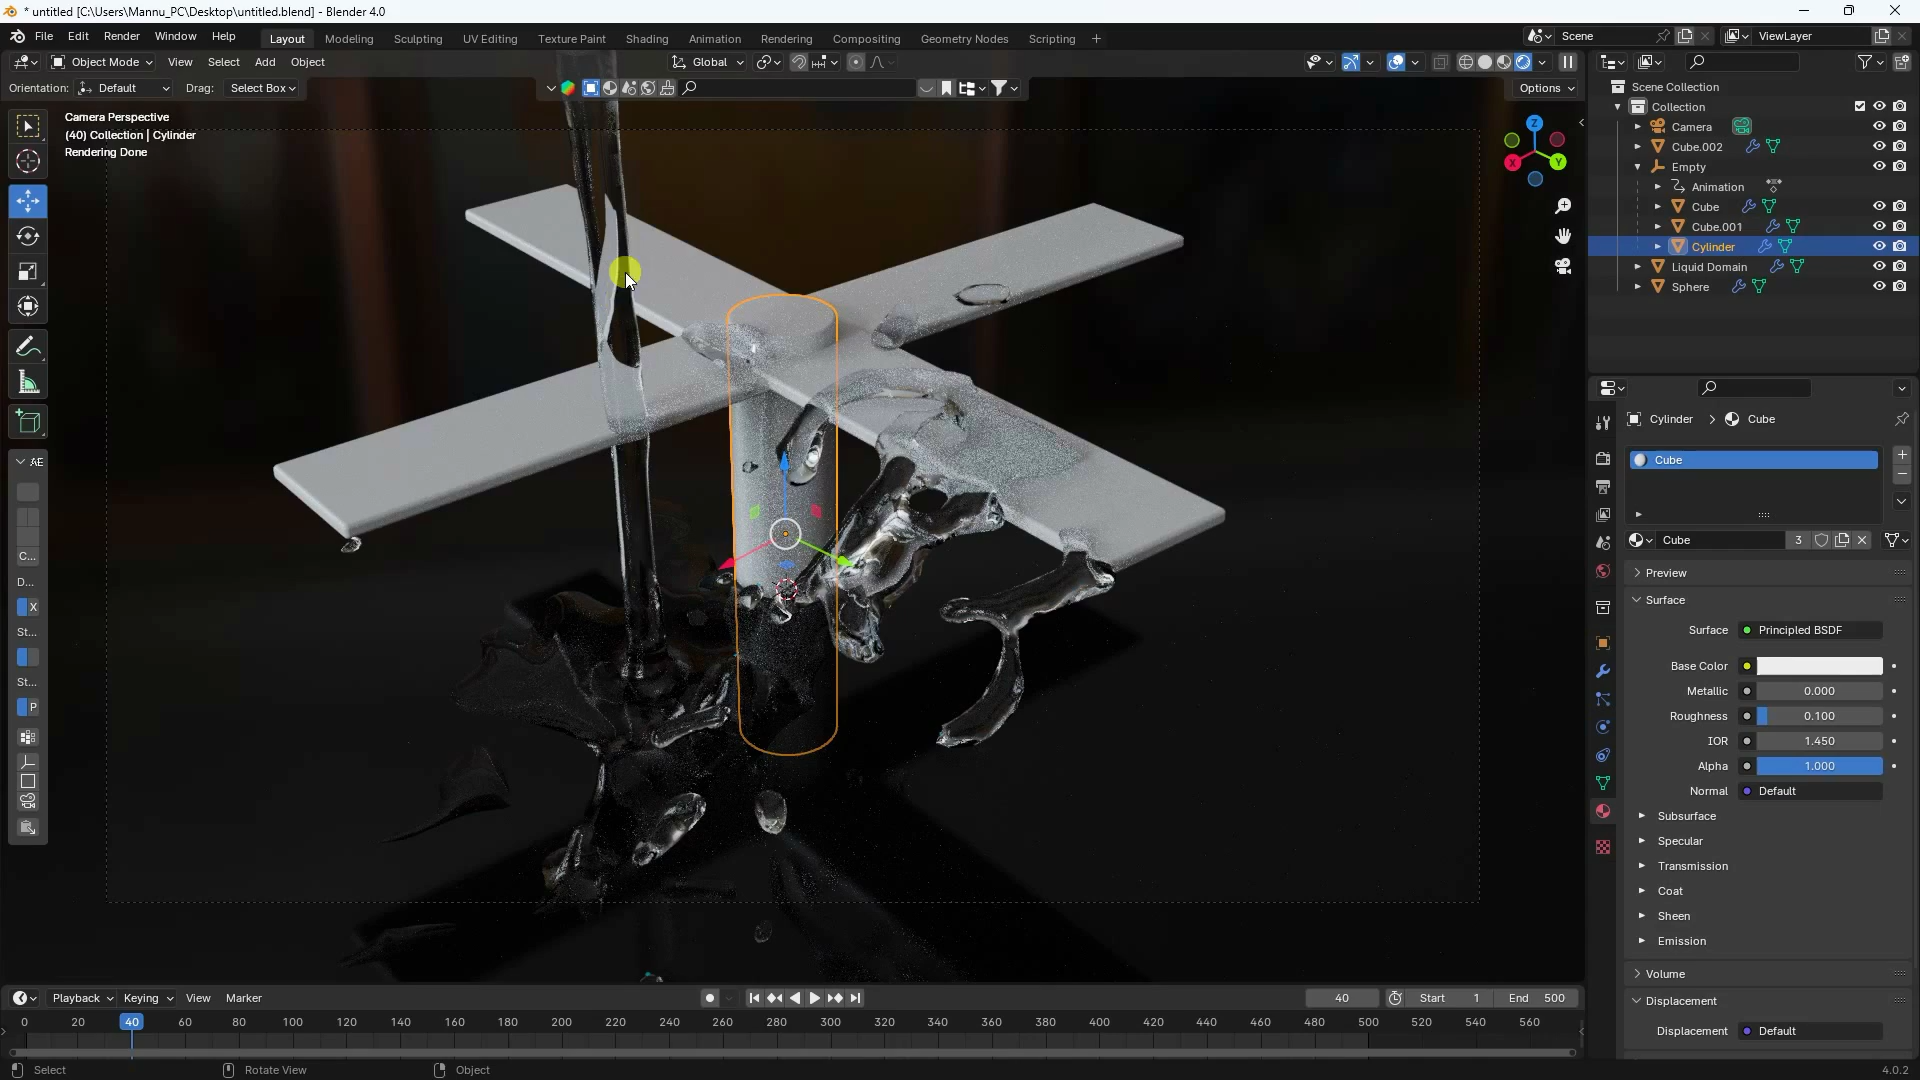 * untitled [C:\Users\Mannu_PC\Desktop\untitled.blend] - Blender 4.0
File Edit Render Window Help Layout Modeling Sculpting UV Editing Texture Paint Shading Animation Rendering Compositing Geometry Nodes Scripting + Scene ViewLayer
Object Mode View Select Add Object Global
Orientation: Default Drag: Select Box Options
Camera Perspective
(40) Collection | Cylinder
Rendering Done
Z
X
Y
AE
C...
D...
X
St...
St...
P
Scene Collection
Collection
Camera
Cube.002
Empty
Animation
Cube
Cube.001
Cylinder
Liquid Domain
Sphere
Cylinder > Cube
Cube
Cube 3
Preview
Surface
Surface Principled BSDF
Base Color
Metallic 0.000
Roughness 0.100
IOR 1.450
Alpha 1.000
Normal Default
Subsurface
Specular
Transmission
Coat
Sheen
Emission
Volume
Displacement
Displacement Default
Playback Keying View Marker 40 Start 1 End 500
0 20 40 60 80 100 120 140 160 180 200 220 240 260 280 300 320 340 360 380 400 420 440 460 480 500 520 540 560
Select Rotate View Object 4.0.2